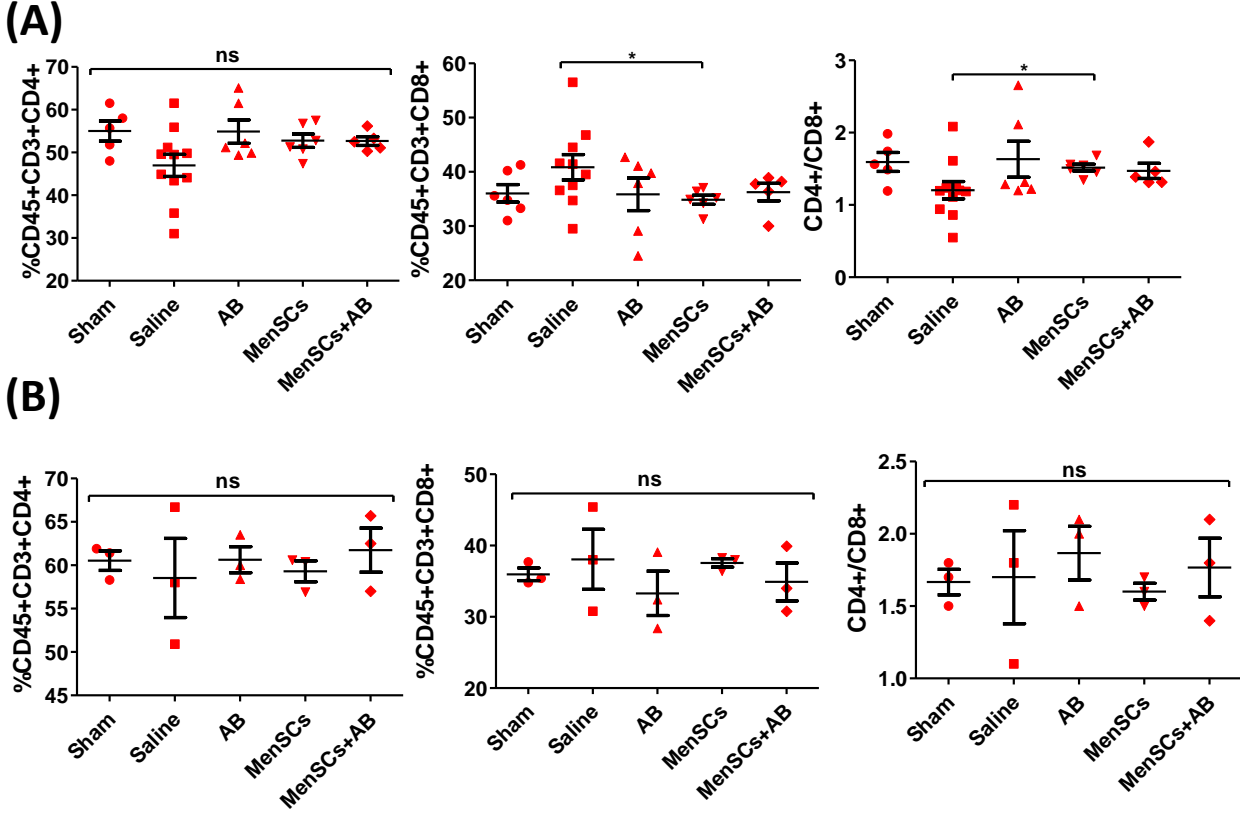 (A)
%CD45+CD3+CD4+
70
60
50
40
30
20
ns
Sham
Saline
AB
MenSCs
MenSCs+AB
%CD45+CD3+CD8+
60
50
40
30
20
*
Sham
Saline
AB
MenSCs
MenSCs+AB
CD4+/CD8+
3
2
1
0
*
Sham
Saline
AB
MenSCs
MenSCs+AB
(B)
%CD45+CD3+CD4+
70
65
60
55
50
45
ns
Sham
Saline
AB
MenSCs
MenSCs+AB
%CD45+CD3+CD8+
50
40
30
20
ns
Sham
Saline
AB
MenSCs
MenSCs+AB
CD4+/CD8+
2.5
2.0
1.5
1.0
ns
Sham
Saline
AB
MenSCs
MenSCs+AB